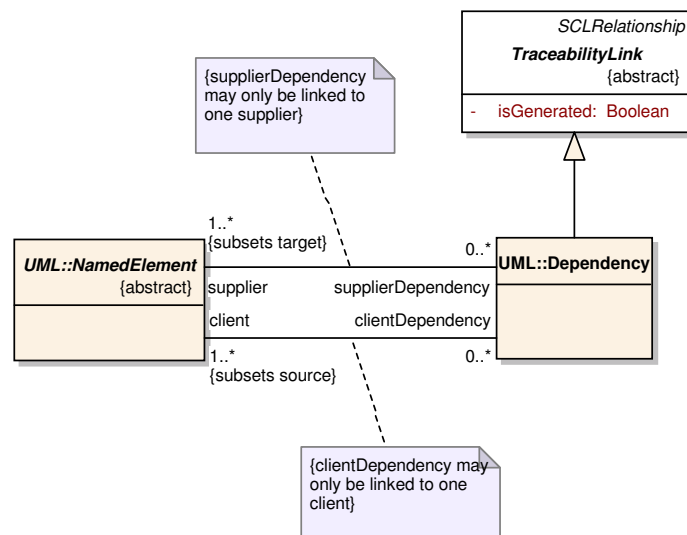 SCLRelationship
TraceabilityLink
{abstract}
- isGenerated: Boolean
{supplierDependency
may only be linked to
one supplier}
1..*
{subsets target}
0..*
UML::NamedElement
{abstract}
UML::Dependency
supplier
supplierDependency
client
clientDependency
1..*
{subsets source}
0..*
{clientDependency may
only be linked to one
client}